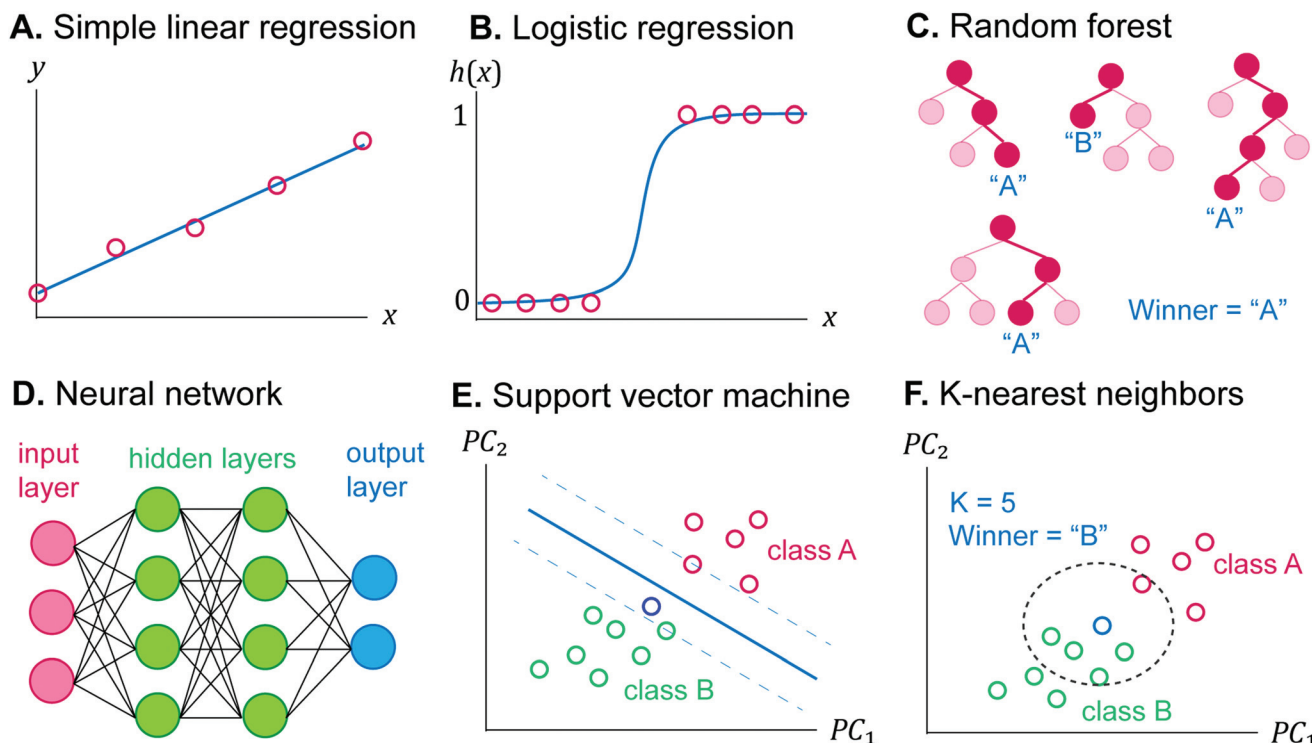 A. Simple linear regression
y
x
B. Logistic regression
h(x)
1
0
x
C. Random forest
“A”
“B”
“A”
“A”
Winner = “A”
D. Neural network
input
layer
hidden layers
output
layer
E. Support vector machine
PC₂
class A
class B
PC₁
F. K-nearest neighbors
PC₂
K = 5
Winner = “B”
class A
class B
PC₁